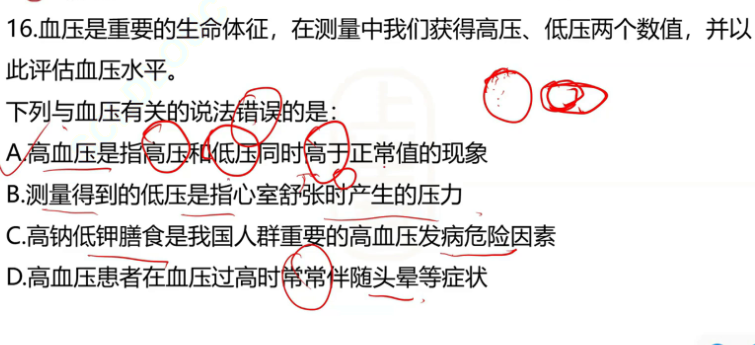 16.血压是重要的生命体征，在测量中我们获得高压、低压两个数值，并以
此评估血压水平。
下列与血压有关的说法错误的是：
A.高血压是指高压和低压同时高于正常值的现象
B.测量得到的低压是指心室舒张时产生的压力
C.高钠低钾膳食是我国人群重要的高血压发病危险因素
D.高血压患者在血压过高时常常伴随头晕等症状